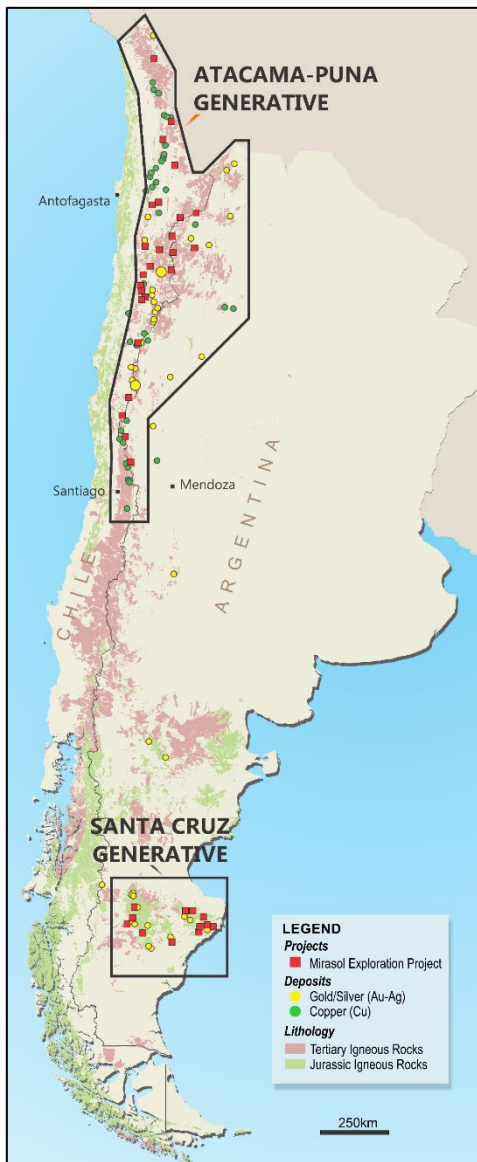 ATACAMA-PUNA
GENERATIVE
Antofagasta
Santiago
Mendoza
CHILE
ARGENTINA
SANTA CRUZ
GENERATIVE
LEGEND
Projects
Mirasol Exploration Project
Deposits
Gold/Silver (Au-Ag)
Copper (Cu)
Lithology
Tertiary Igneous Rocks
Jurassic Igneous Rocks
250km